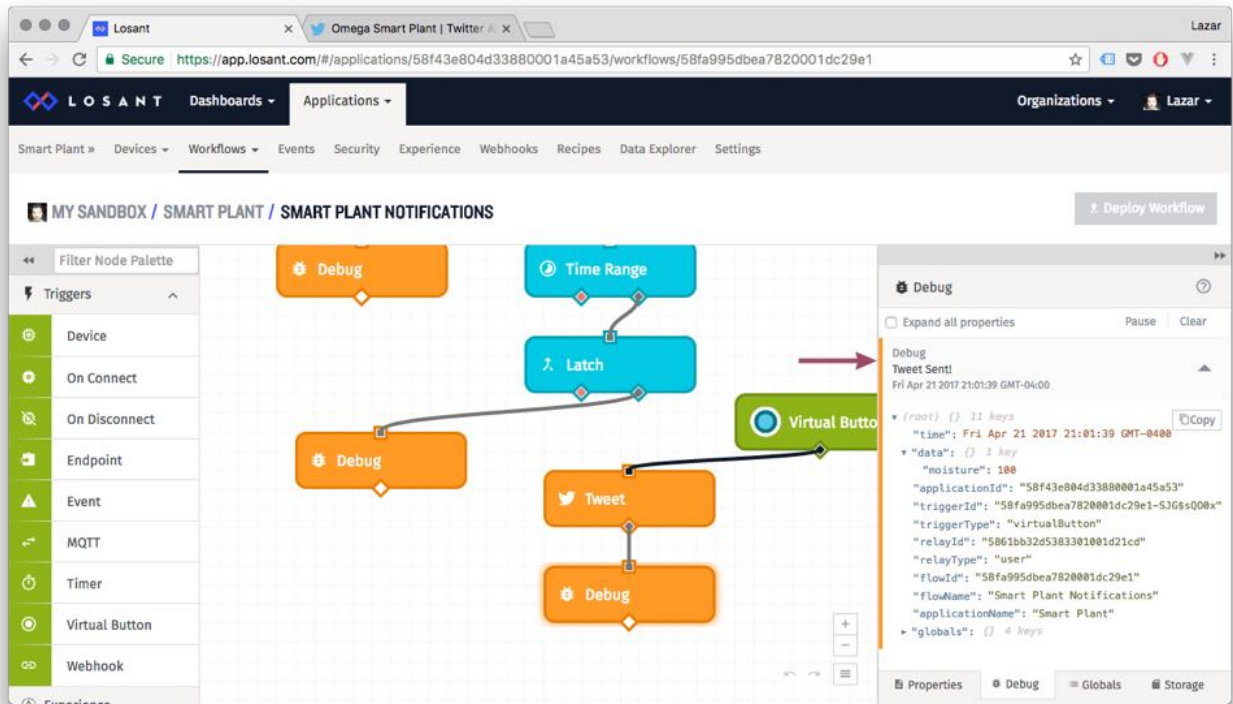 Losant
Omega Smart Plant | Twitter A
Lazar
Secure https://app.losant.com/#/applications/58f43e804d33880001a45a53/workflows/58fa995dbea7820001dc29e1
LOSANT Dashboards Applications Organizations Lazar
Smart Plant » Devices Workflows Events Security Experience Webhooks Recipes Data Explorer Settings
MY SANDBOX / SMART PLANT / SMART PLANT NOTIFICATIONS
Deploy Workflow
Filter Node Palette
Triggers
Device
On Connect
On Disconnect
Endpoint
Event
MQTT
Timer
Virtual Button
Webhook
Experience
Debug
Time Range
Latch
Virtual Butto
Debug
Tweet
Debug
Debug
Expand all properties Pause Clear
Debug
Tweet Sent!
Fri Apr 21 2017 21:01:39 GMT-04:00
(root) {} 11 keys
Copy
"time": Fri Apr 21 2017 21:01:39 GMT-0400
"data": {} 1 key
"moisture": 100
"applicationId": "58f43e804d33880001a45a53"
"triggerId": "58fa995dbea7820001dc29e1-SJG$sQO0x"
"triggerType": "virtualButton"
"relayId": "5861bb32d5383301001d21cd"
"relayType": "user"
"flowId": "58fa995dbea7820001dc29e1"
"flowName": "Smart Plant Notifications"
"applicationName": "Smart Plant"
"globals": {} 4 keys
Properties Debug Globals Storage